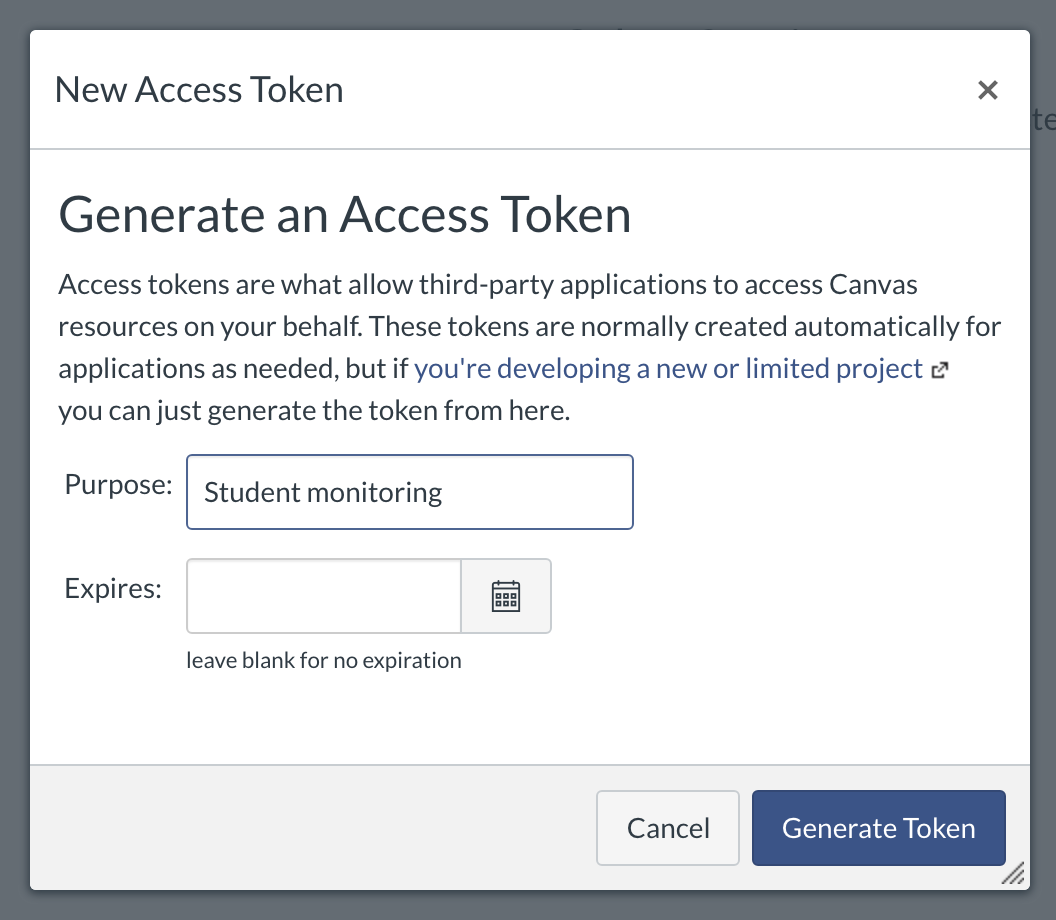 New Access Token
Generate an Access Token
Access tokens are what allow third-party applications to access Canvas
resources on your behalf. These tokens are normally created automatically for
applications as needed, but if you're developing a new or limited project
you can just generate the token from here.
Purpose: Student monitoring
Expires:
leave blank for no expiration
Cancel Generate Token